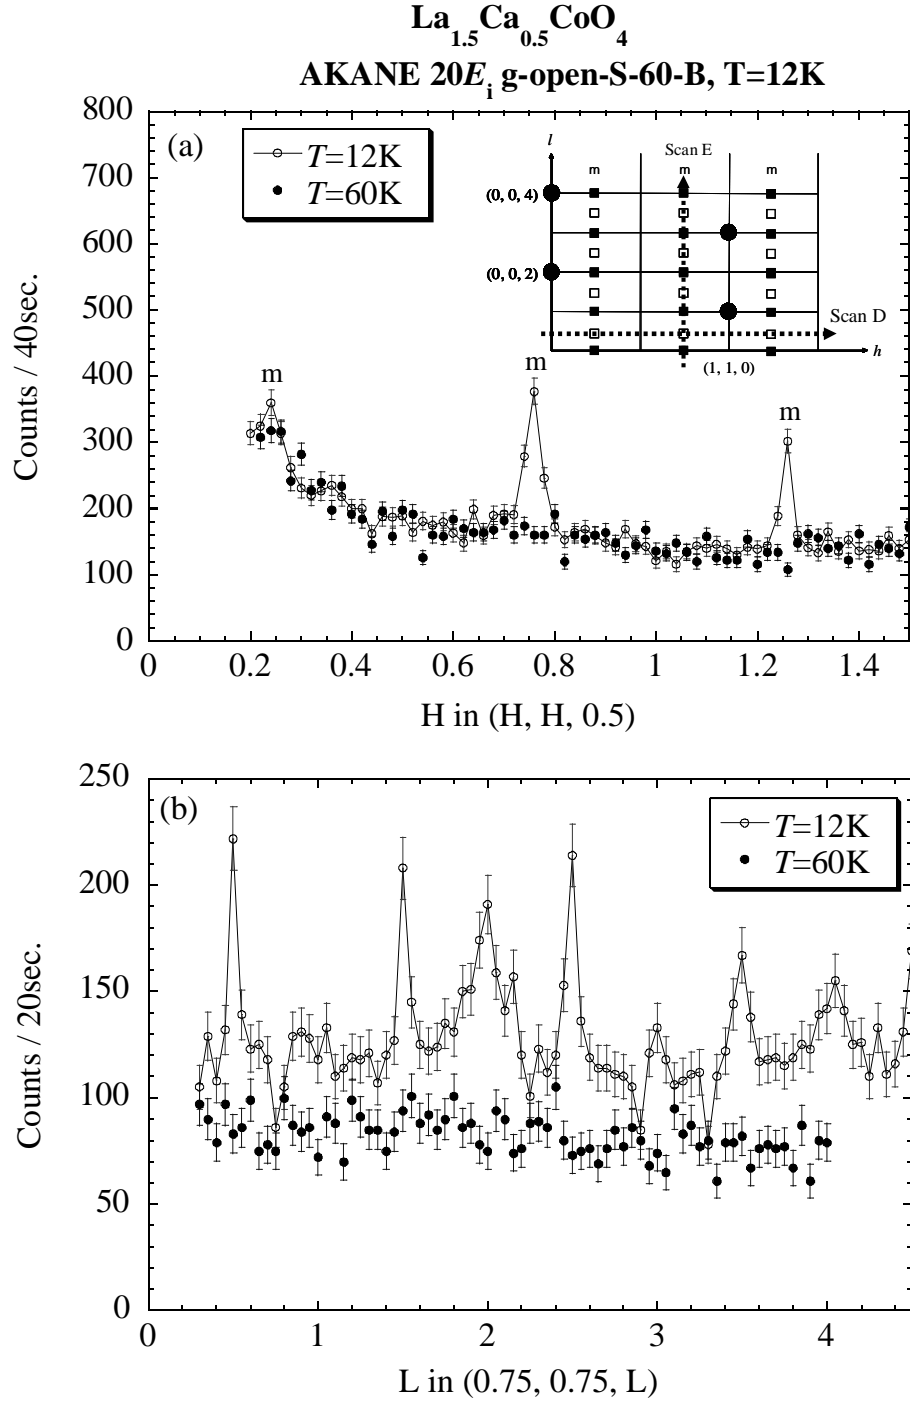 La1.5Ca0.5CoO4
AKANE 20Ei g-open-S-60-B, T=12K
(a)
T=12K
T=60K
800
700
600
500
400
300
200
100
0
Counts / 40sec.
l
Scan E
m m m
(0, 0, 4)
(0, 0, 2)
Scan D
h
(1, 1, 0)
m
m
m
0 0.2 0.4 0.6 0.8 1 1.2 1.4
H in (H, H, 0.5)
(b)
T=12K
T=60K
250
200
150
100
50
0
Counts / 20sec.
0 1 2 3 4
L in (0.75, 0.75, L)